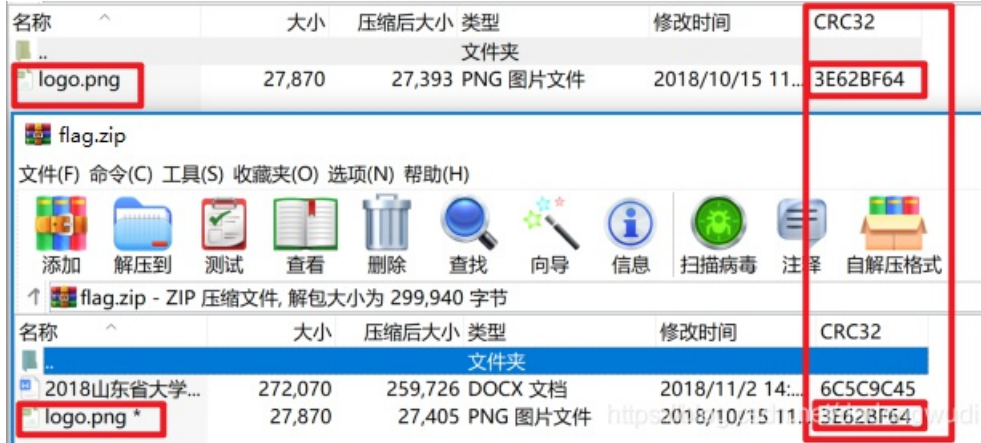 名称 大小 压缩后大小 类型 修改时间 CRC32
.. 文件夹
logo.png 27,870 27,393 PNG 图片文件 2018/10/15 11... 3E62BF64
flag.zip
文件(F) 命令(C) 工具(S) 收藏夹(O) 选项(N) 帮助(H)
添加 解压到 测试 查看 删除 查找 向导 信息 扫描病毒 注释 自解压格式
flag.zip - ZIP 压缩文件, 解包大小为 299,940 字节
名称 大小 压缩后大小 类型 修改时间 CRC32
.. 文件夹
2018山东省大学... 272,070 259,726 DOCX 文档 2018/11/2 14:... 6C5C9C45
logo.png * 27,870 27,405 PNG 图片文件 2018/10/15 11... 3E62BF64